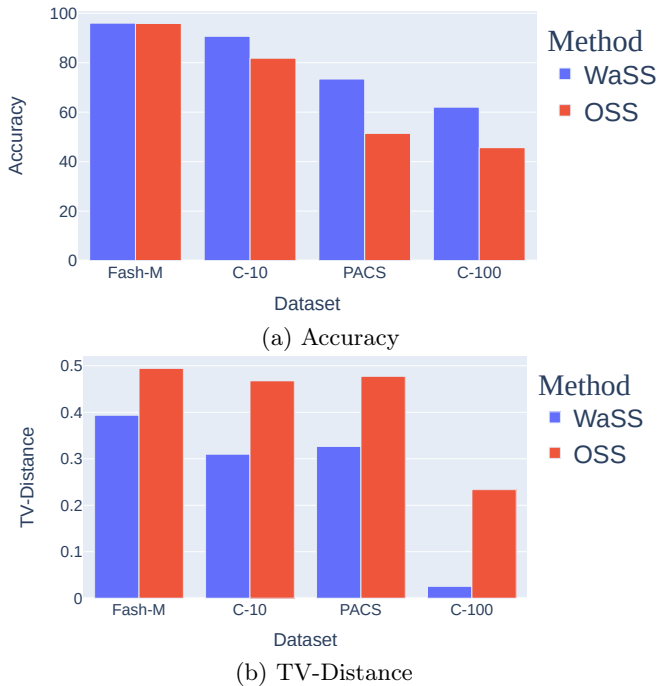 100
80
60
40
20
0
Accuracy
Fash-M C-10 PACS C-100
Dataset
Method
WaSS
OSS
(a) Accuracy
0.5
0.4
0.3
0.2
0.1
0
TV-Distance
Fash-M C-10 PACS C-100
Dataset
Method
WaSS
OSS
(b) TV-Distance